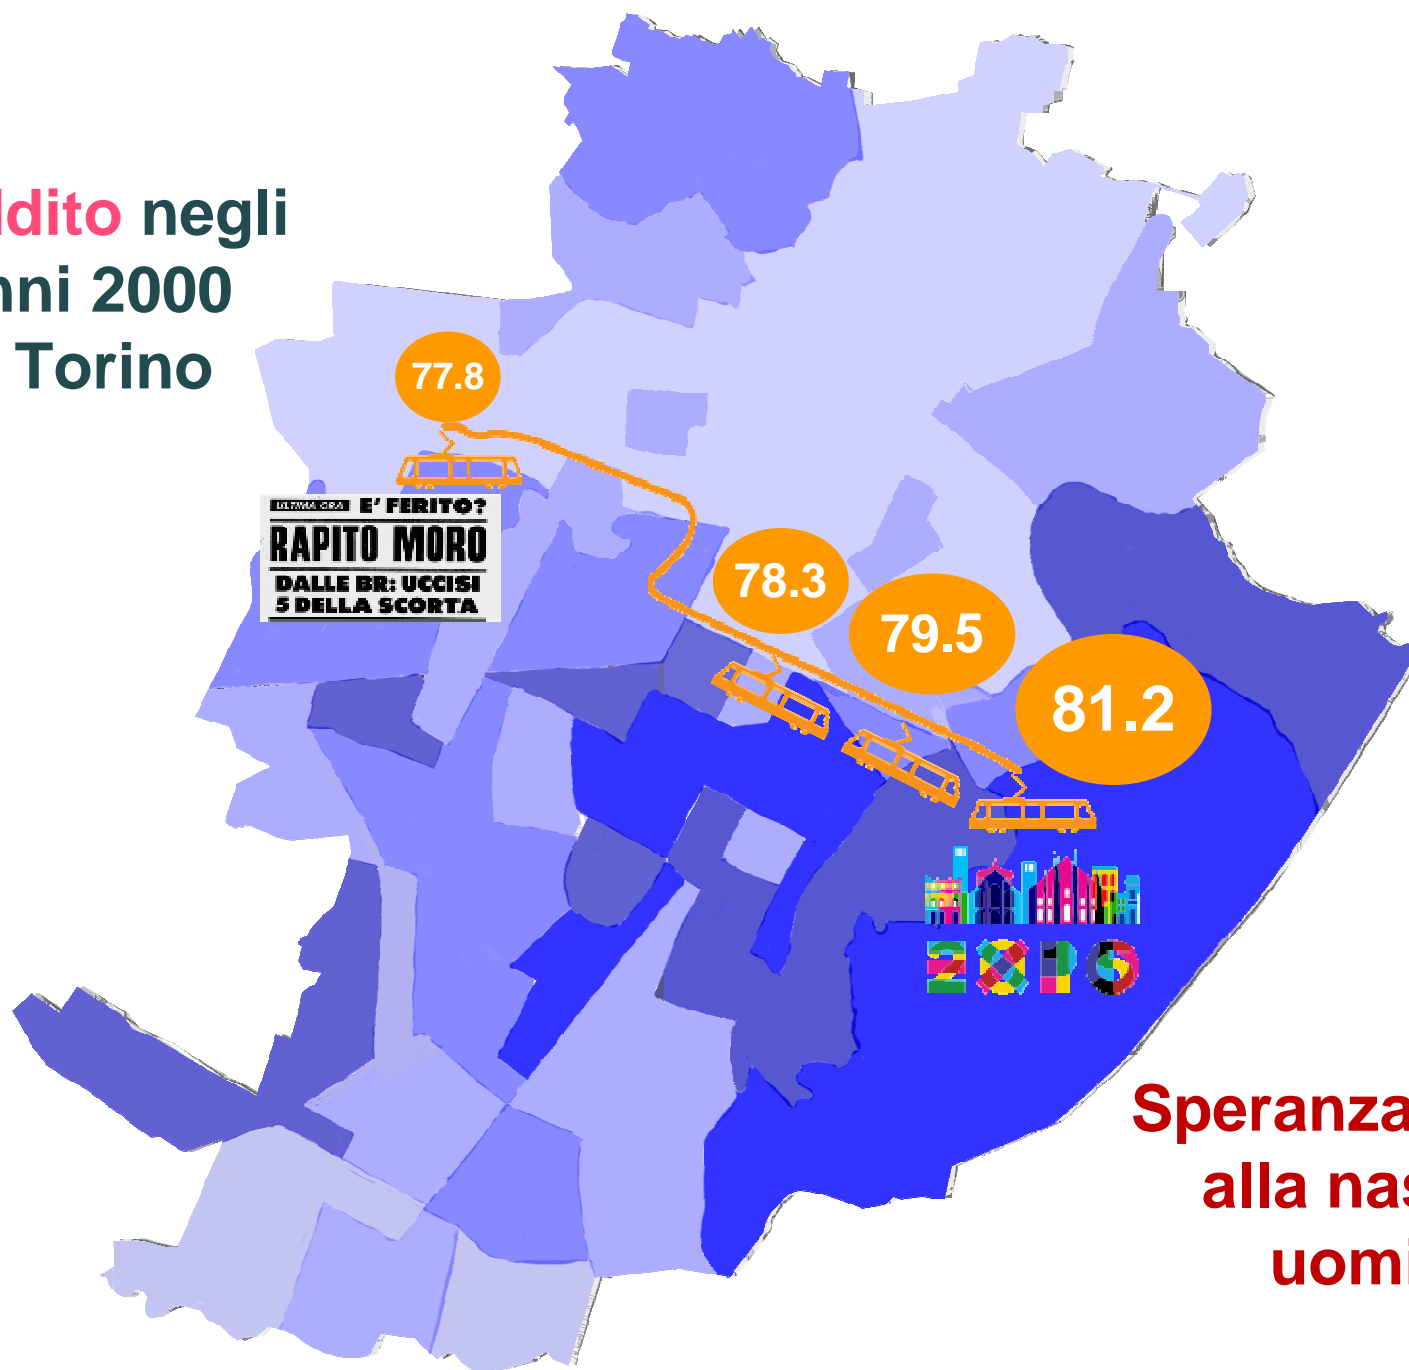 ddito negli
nni 2000
Torino
77.8
ULTIMA ORA E' FERITO?
RAPITO MORO
DALLE BR: UCCISI
5 DELLA SCORTA
78.3
79.5
81.2
EXPO
Speranza
alla nas
uomi